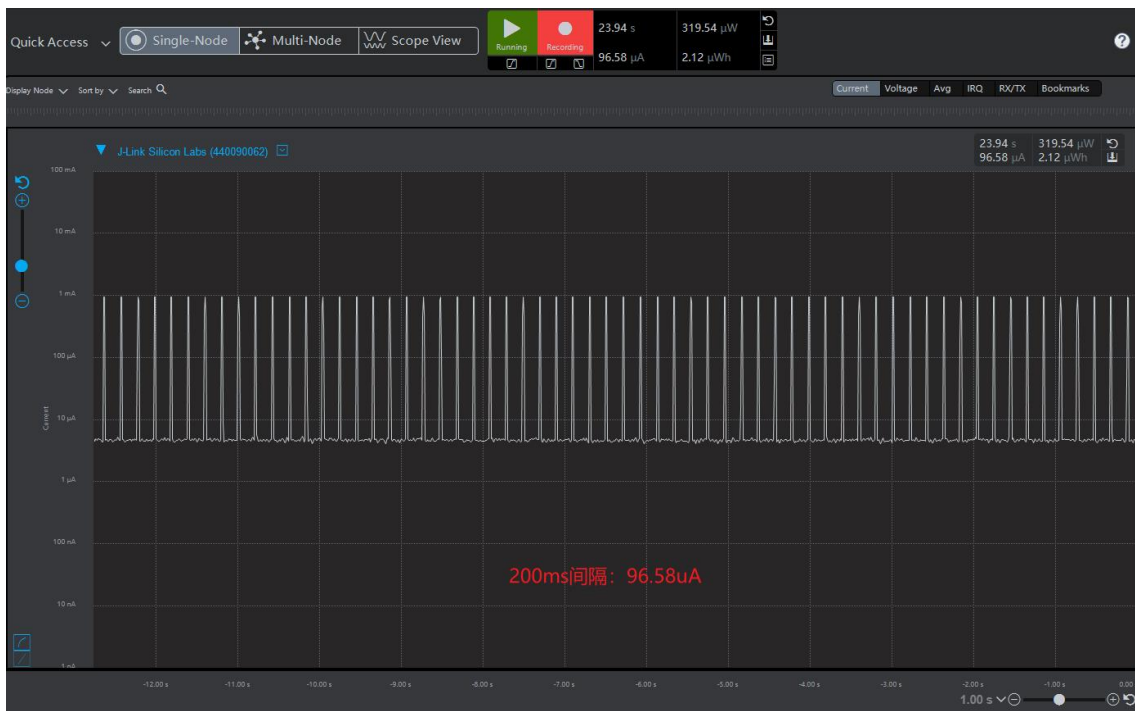 Quick Access
Single-Node
Multi-Node
Scope View
Running
Recording
23.94 s 319.54 µW
96.58 µA 2.12 µWh
Display Node Sort by Search
Current Voltage Avg IRQ RX/TX Bookmarks
J-Link Silicon Labs (440090062)
23.94 s 319.54 µW
96.58 µA 2.12 µWh
100 mA
10 mA
1 mA
100 µA
10 µA
Current
1 µA
100 nA
10 nA
1 nA
200ms间隔：96.58uA
-12.00 s -11.00 s -10.00 s -9.00 s -8.00 s -7.00 s -6.00 s -5.00 s -4.00 s -3.00 s -2.00 s -1.00 s 0.00
1.00 s